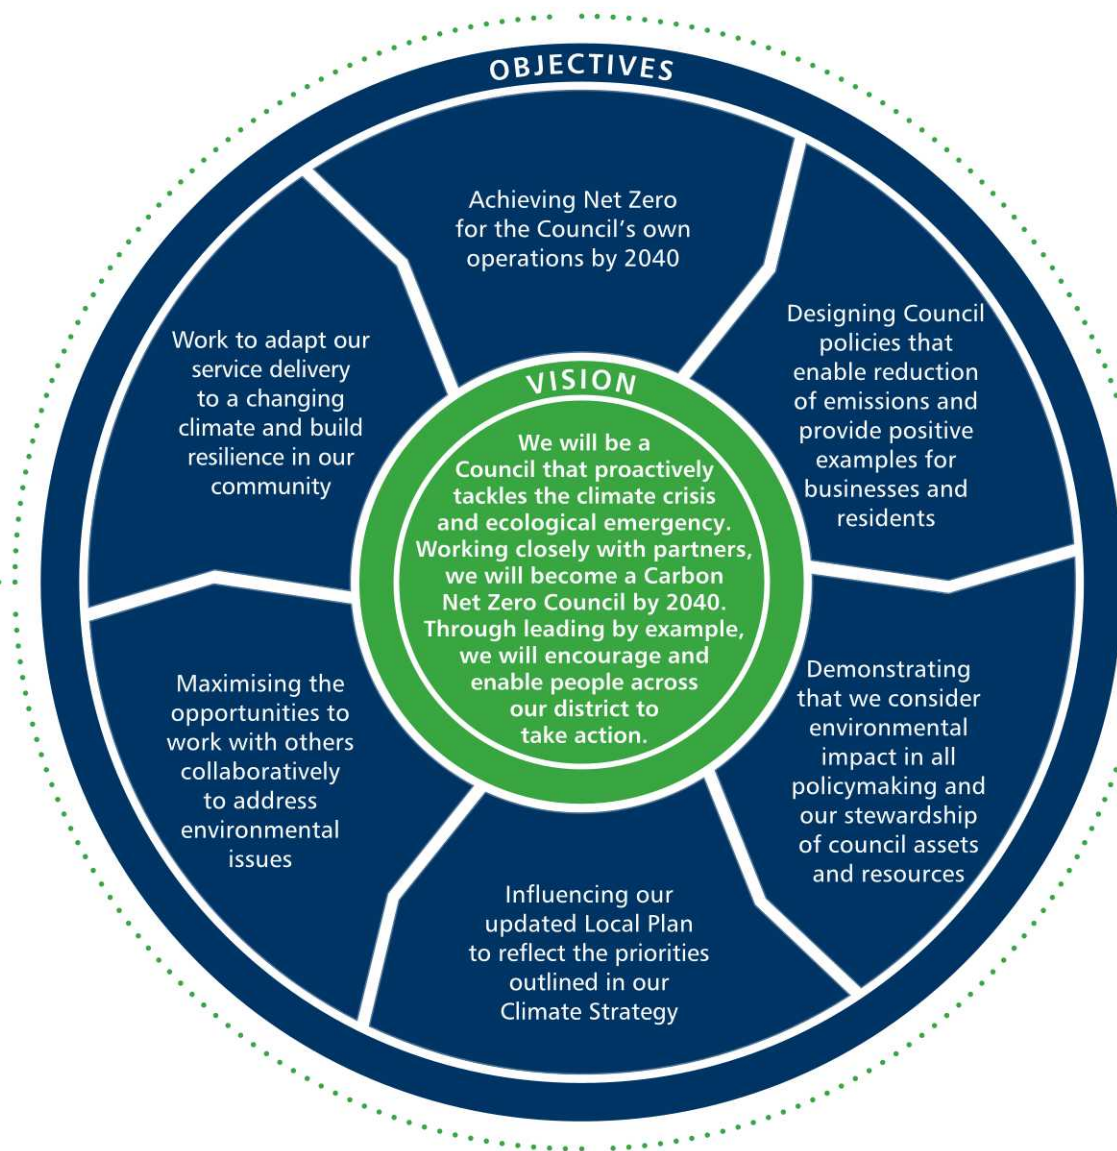 OBJECTIVES
Achieving Net Zero
for the Council's own
operations by 2040
Designing Council
policies that
enable reduction
of emissions and
provide positive
examples for
businesses and
residents
Demonstrating
that we consider
environmental
impact in all
policymaking and
our stewardship
of council assets
and resources
Influencing our
updated Local Plan
to reflect the priorities
outlined in our
Climate Strategy
Maximising the
opportunities to
work with others
collaboratively
to address
environmental
issues
Work to adapt our
service delivery
to a changing
climate and build
resilience in our
community
VISION
We will be a
Council that proactively
tackles the climate crisis
and ecological emergency.
Working closely with partners,
we will become a Carbon
Net Zero Council by 2040.
Through leading by example,
we will encourage and
enable people across
our district to
take action.